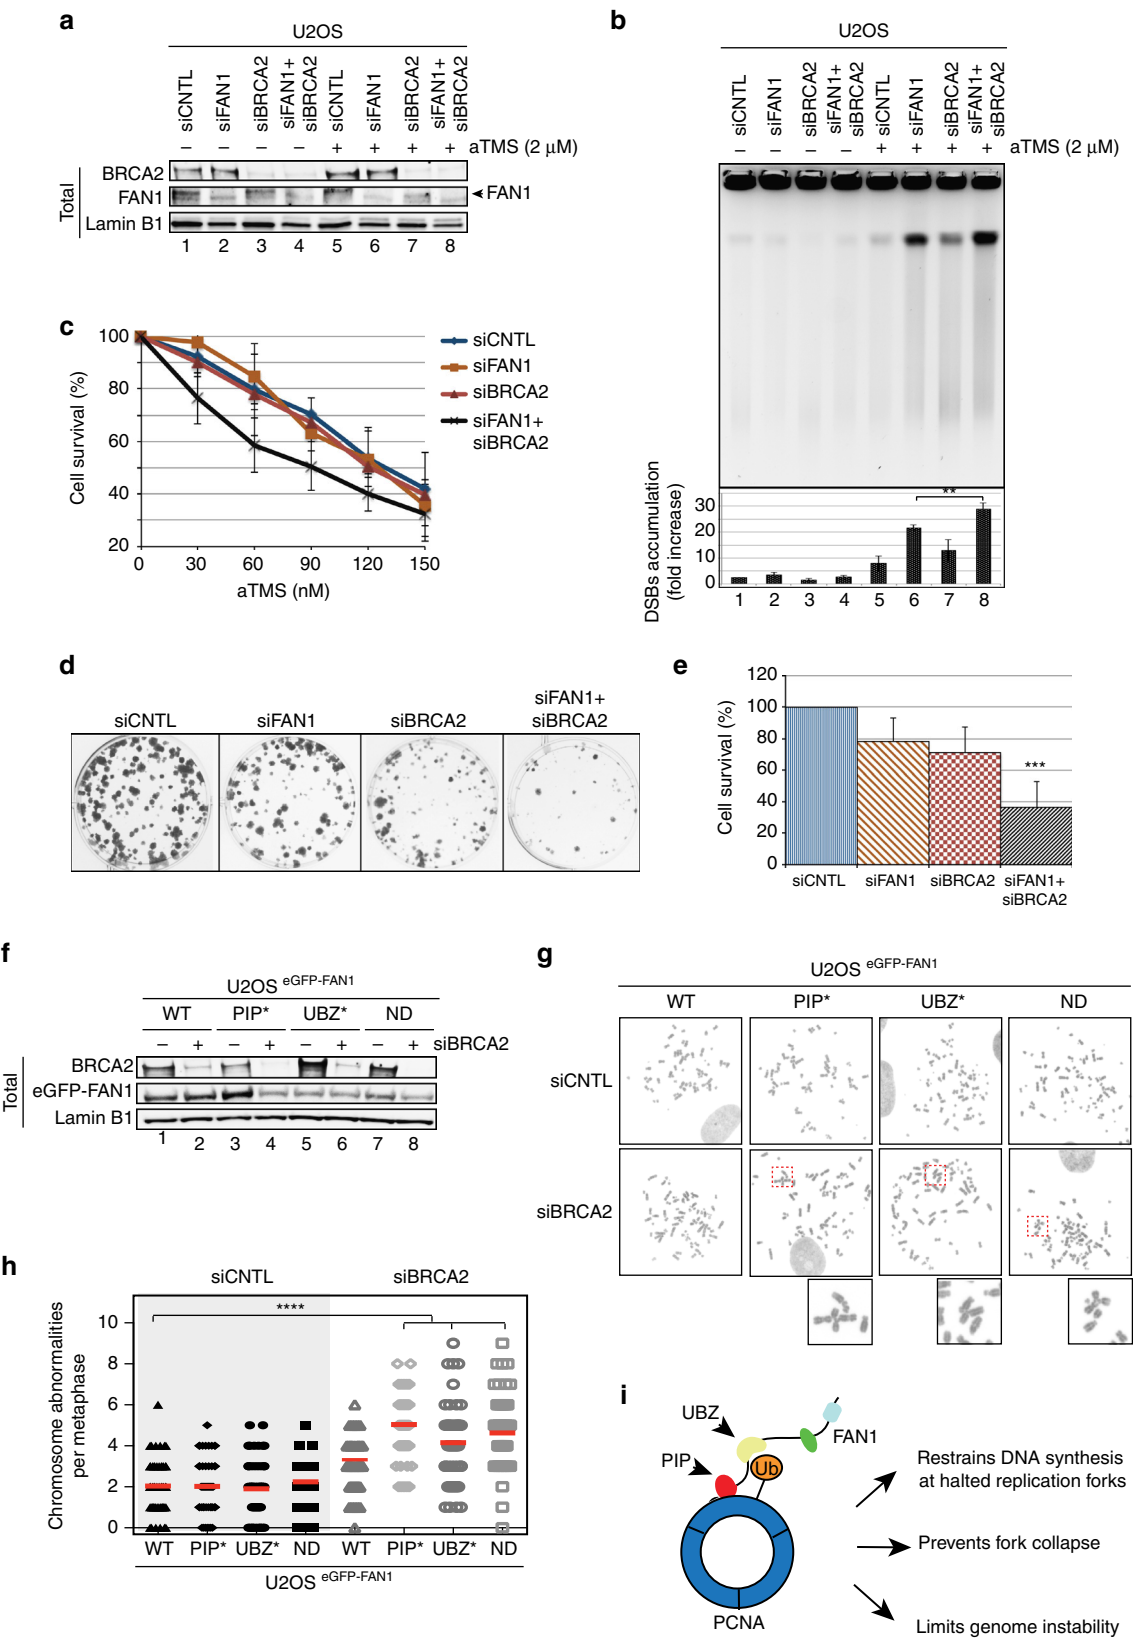 a
U2OS
siCNTL
siFAN1
siBRCA2
siFAN1+
siBRCA2
siCNTL
siFAN1
siBRCA2
siFAN1+
siBRCA2
– – – – + + + + aTMS (2 μM)
Total
BRCA2
FAN1
FAN1
Lamin B1
1 2 3 4 5 6 7 8
b
U2OS
siCNTL
siFAN1
siBRCA2
siFAN1+
siBRCA2
siCNTL
siFAN1
siBRCA2
siFAN1+
siBRCA2
– – – – + + + + aTMS (2 μM)
DSBs accumulation
(fold increase)
30
20
10
0
**
1 2 3 4 5 6 7 8
c
Cell survival (%)
100
80
60
40
20
0 30 60 90 120 150
aTMS (nM)
siCNTL
siFAN1
siBRCA2
siFAN1+
siBRCA2
d
siCNTL
siFAN1
siBRCA2
siFAN1+
siBRCA2
e
Cell survival (%)
120
100
80
60
40
20
0
***
siCNTL
siFAN1
siBRCA2
siFAN1+
siBRCA2
f
U2OS eGFP-FAN1
WT PIP* UBZ* ND
– + – + – + – + siBRCA2
Total
BRCA2
eGFP-FAN1
Lamin B1
1 2 3 4 5 6 7 8
g
U2OS eGFP-FAN1
WT PIP* UBZ* ND
siCNTL
siBRCA2
h
siCNTL
siBRCA2
Chromosome abnormalities
per metaphase
10
8
6
4
2
0
****
WT PIP* UBZ* ND WT PIP* UBZ* ND
U2OS eGFP-FAN1
i
UBZ
FAN1
PIP
Ub
PCNA
Restrains DNA synthesis
at halted replication forks
Prevents fork collapse
Limits genome instability